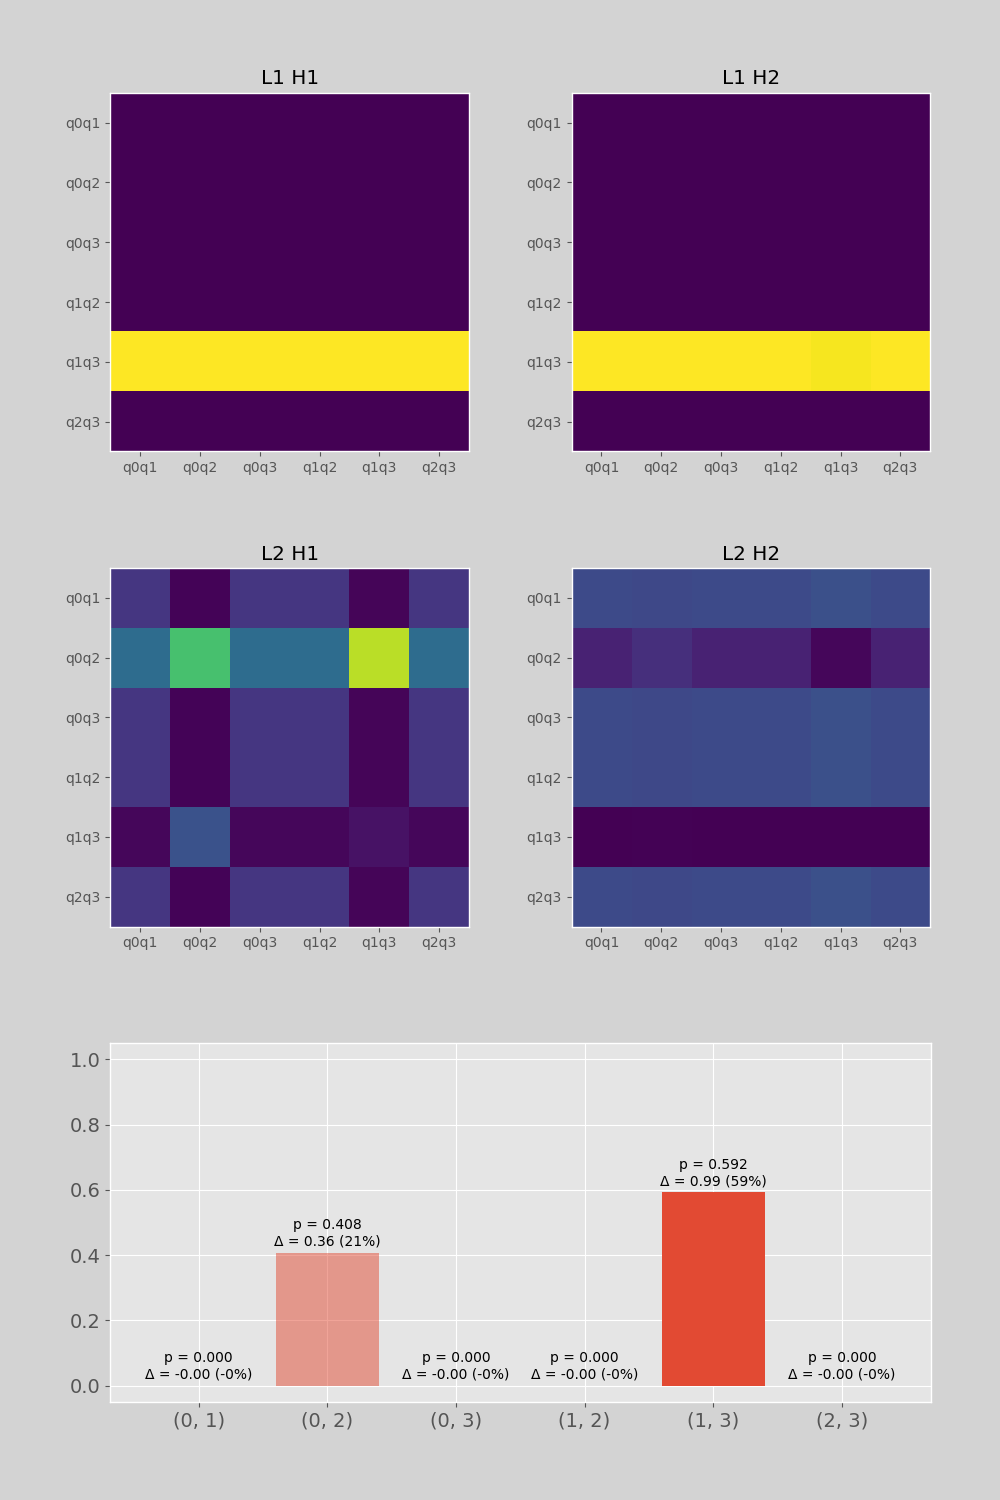 L1 H1
q0q1
q0q2
q0q3
q1q2
q1q3
q2q3
q0q1 q0q2 q0q3 q1q2 q1q3 q2q3
L1 H2
q0q1
q0q2
q0q3
q1q2
q1q3
q2q3
q0q1 q0q2 q0q3 q1q2 q1q3 q2q3
L2 H1
q0q1
q0q2
q0q3
q1q2
q1q3
q2q3
q0q1 q0q2 q0q3 q1q2 q1q3 q2q3
L2 H2
q0q1
q0q2
q0q3
q1q2
q1q3
q2q3
q0q1 q0q2 q0q3 q1q2 q1q3 q2q3
1.0
0.8
0.6
0.4
0.2
0.0
p = 0.000
Δ = -0.00 (-0%)
p = 0.408
Δ = 0.36 (21%)
p = 0.000
Δ = -0.00 (-0%)
p = 0.000
Δ = -0.00 (-0%)
p = 0.592
Δ = 0.99 (59%)
p = 0.000
Δ = -0.00 (-0%)
(0, 1) (0, 2) (0, 3) (1, 2) (1, 3) (2, 3)